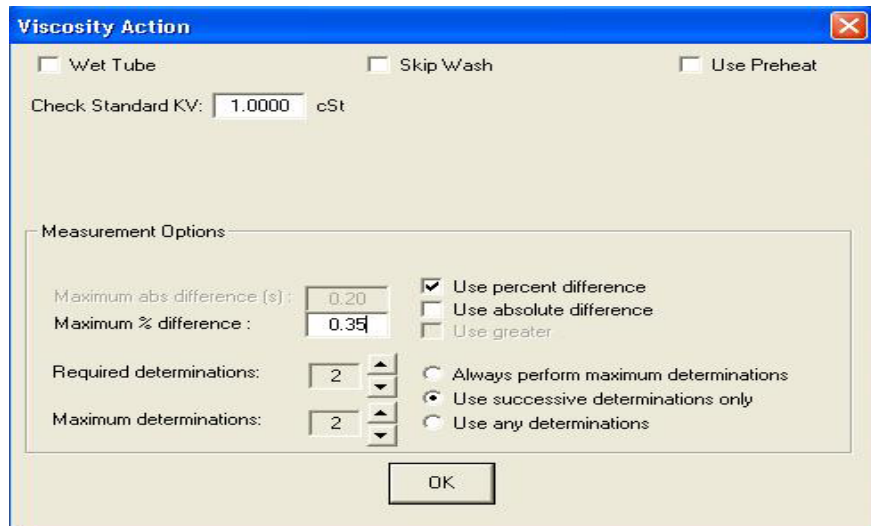 Viscosity Action
Wet Tube Skip Wash Use Preheat
Check Standard KV: 1.0000 cSt
Measurement Options
Maximum abs difference (s) : 0.20 Use percent difference
Use absolute difference
Maximum % difference : 0.35 Use greater
Required determinations: 2 Always perform maximum determinations
Use successive determinations only
Maximum determinations: 2 Use any determinations
OK